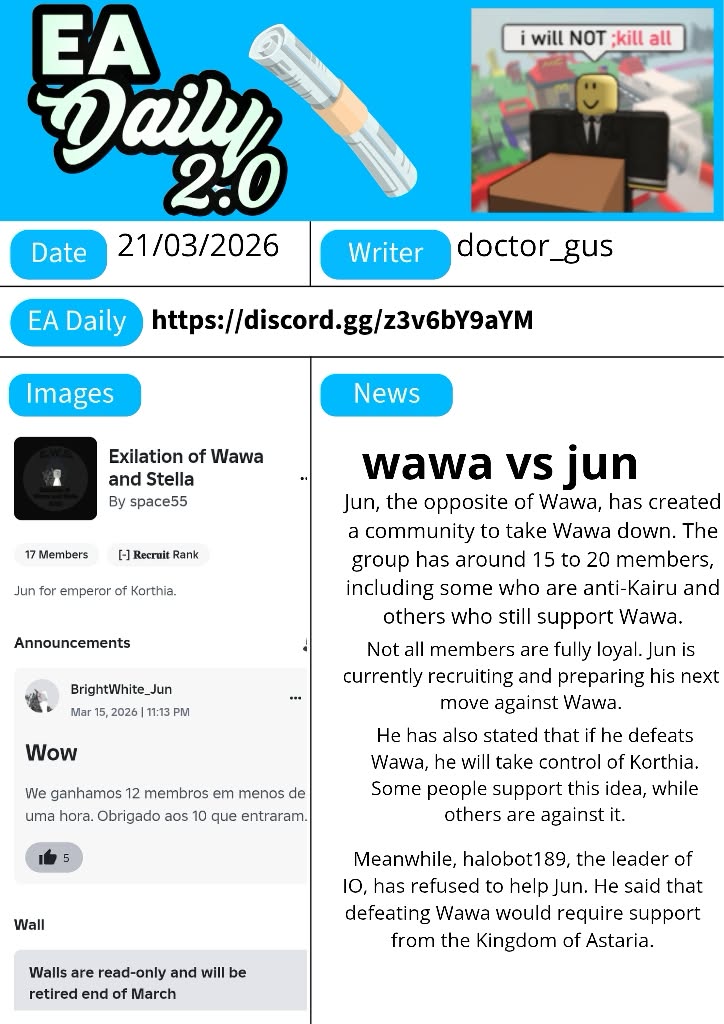 EA
Daily
2.0
i will NOT ;kill all
Date
21/03/2026
Writer
doctor_gus
EA Daily
https://discord.gg/z3v6bY9aYM
Images
Exilation of Wawa
and Stella
By space55
17 Members
[-] Recruit Rank
Jun for emperor of Korthia.
Announcements
BrightWhite_Jun
Mar 15, 2026 | 11:13 PM
Wow
We ganhamos 12 membros em menos de
uma hora. Obrigado aos 10 que entraram.
5
Wall
Walls are read-only and will be
retired end of March
News
wawa vs jun
Jun, the opposite of Wawa, has created
a community to take Wawa down. The
group has around 15 to 20 members,
including some who are anti-Kairu and
others who still support Wawa.
Not all members are fully loyal. Jun is
currently recruiting and preparing his next
move against Wawa.
He has also stated that if he defeats
Wawa, he will take control of Korthia.
Some people support this idea, while
others are against it.
Meanwhile, halobot189, the leader of
IO, has refused to help Jun. He said that
defeating Wawa would require support
from the Kingdom of Astaria.